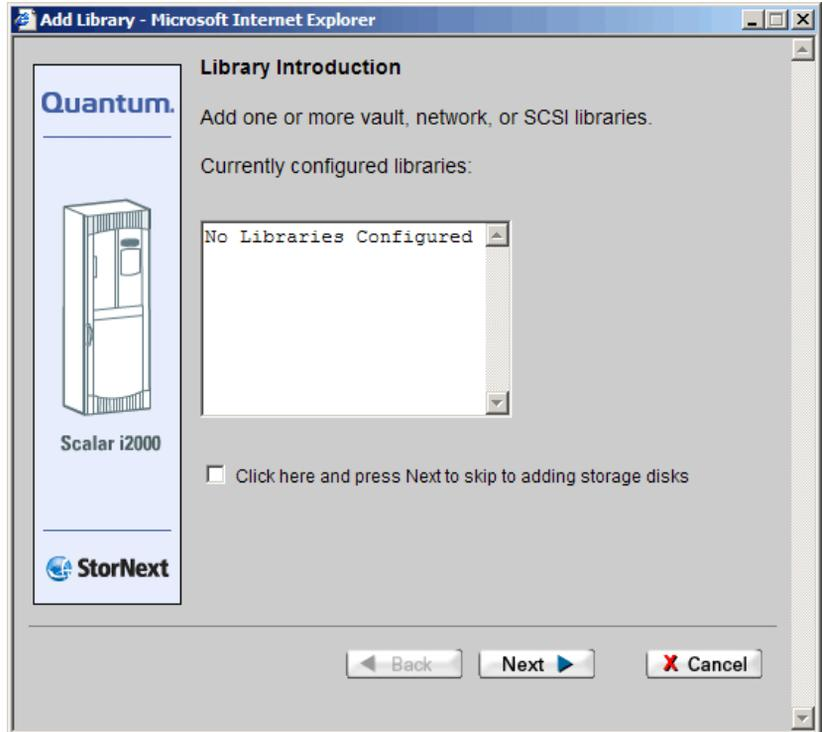 Add Library - Microsoft Internet Explorer
Library Introduction
Quantum.
Add one or more vault, network, or SCSI libraries.
Currently configured libraries:
No Libraries Configured
Scalar i2000
Click here and press Next to skip to adding storage disks
StorNext
Back
Next
X Cancel